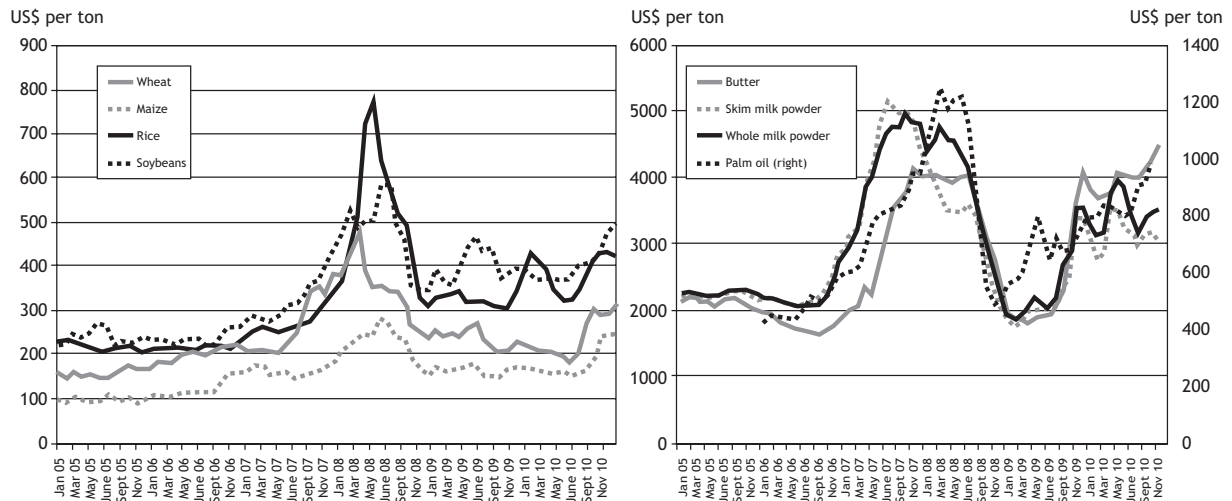 US$ per ton
900
800
700
600
500
400
300
200
100
0
Wheat
Maize
Rice
Soybeans
Jan 05
Mar 05
May 05
June 05
Sept 05
Nov 05
Jan 06
Mar 06
May 06
June 06
Sept 06
Nov 06
Jan 07
Mar 07
May 07
June 07
Sept 07
Nov 07
Jan 08
Mar 08
May 08
June 08
Sept 08
Nov 08
Jan 09
Mar 09
May 09
June 09
Sept 09
Nov 09
Jan 10
Mar 10
May 10
June 10
Sept 10
Nov 10
US$ per ton
US$ per ton
6000
5000
4000
3000
2000
1000
0
Butter
Skim milk powder
Whole milk powder
Palm oil (right)
1400
1200
1000
800
600
400
200
0
Jan 05
Mar 05
May 05
June 05
Sept 05
Nov 05
Jan 06
Mar 06
May 06
June 06
Sept 06
Nov 06
Jan 07
Mar 07
May 07
June 07
Sept 07
Nov 07
Jan 08
Mar 08
May 08
June 08
Sept 08
Nov 08
Jan 09
Mar 09
May 09
June 09
Sept 09
Nov 09
Jan 10
Mar 10
May 10
June 10
Sept 10
Nov 10